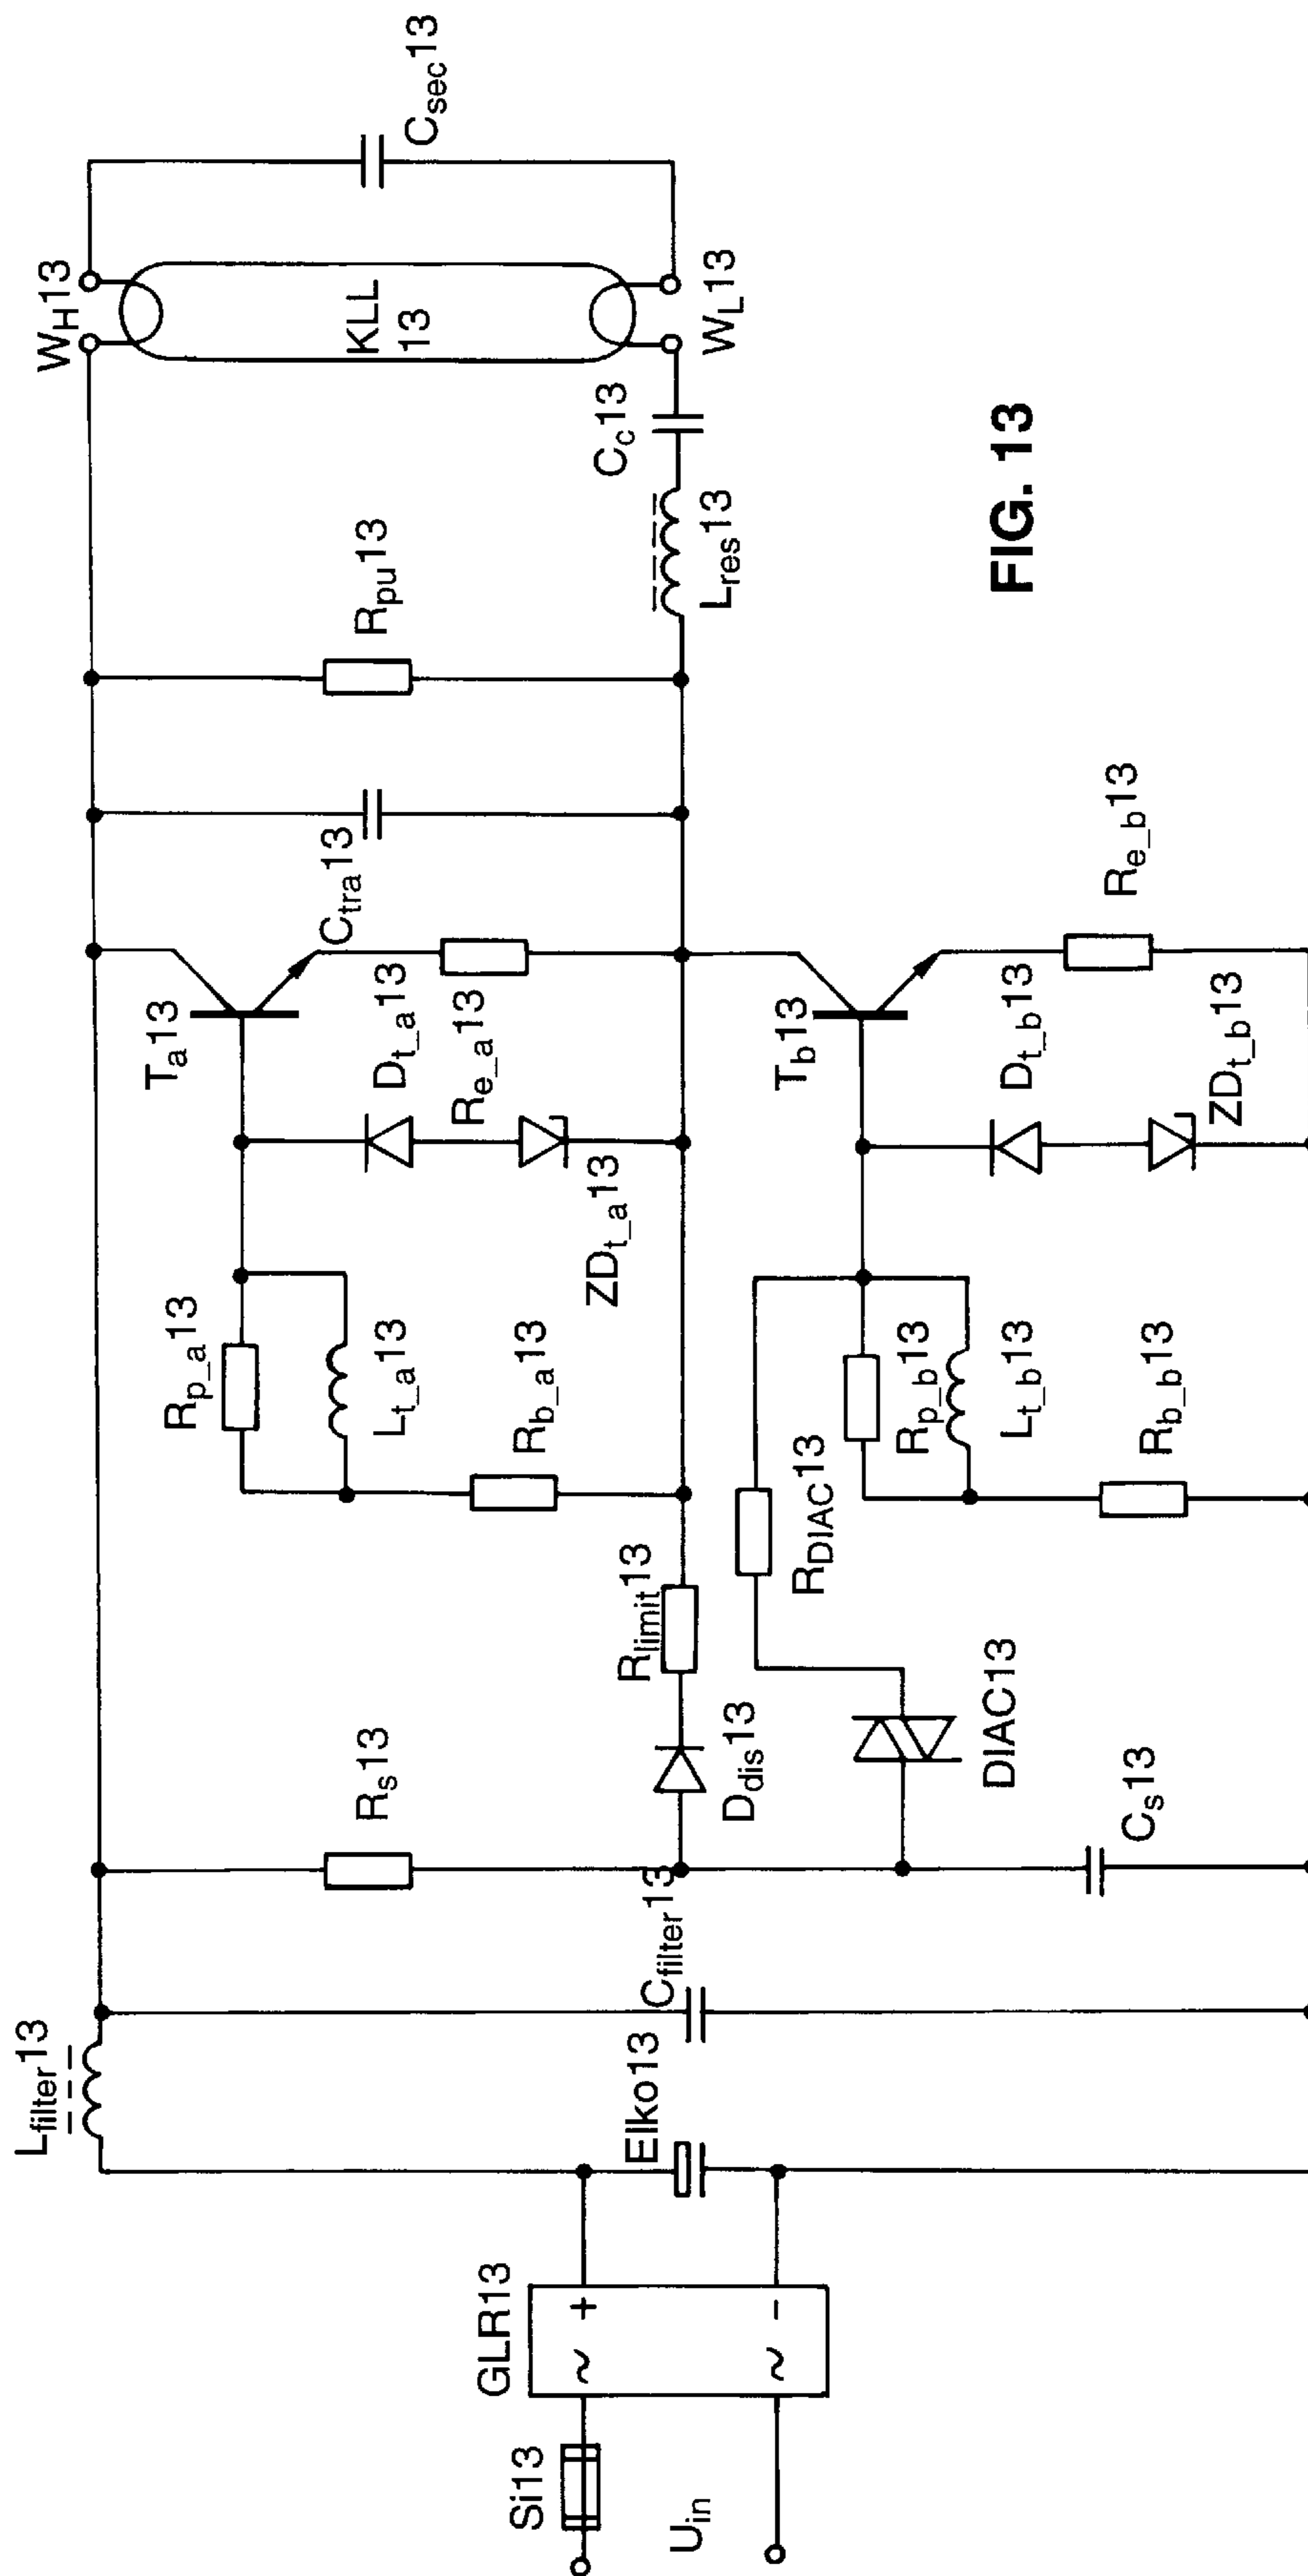 U_in
Si13
GLR13
~ +
~ -
L_filter13
Elko13
C_filter13
R_s13
D_dis13
R_limit13
DIAC13
C_s13
R_DIAC13
R_p_a13
L_t_a13
R_b_a13
R_p_b13
L_t_b13
R_b_b13
T_a13
D_t_a13
R_e_a13
ZD_t_a13
C_tra13
T_b13
D_t_b13
ZD_t_b13
R_e_b13
R_pu13
L_res13
C_c13
W_H13
KLL
13
W_L13
C_sec13
FIG. 13